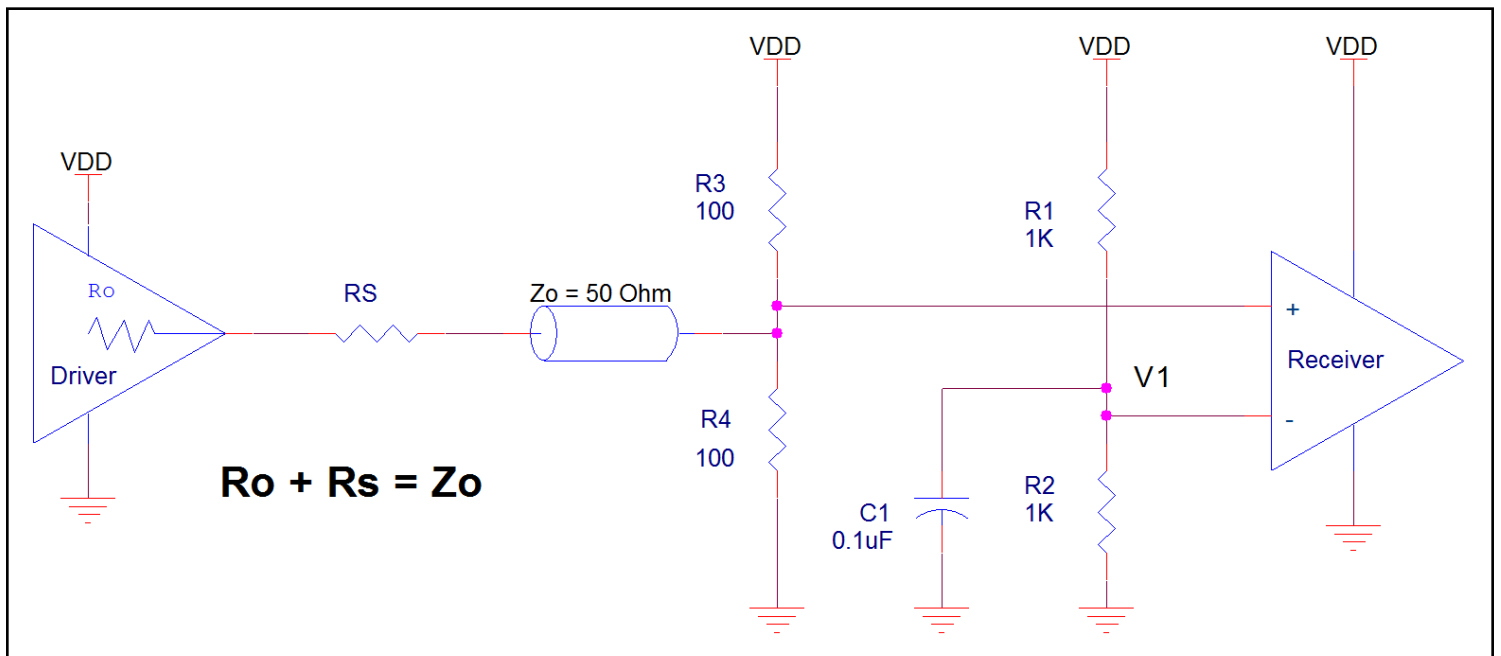 VDD
VDD
VDD
VDD
R3
100
R1
1K
Ro
RS
Zo = 50 Ohm
+
Driver
Receiver
V1
R4
100
-
Ro + Rs = Zo
C1
0.1uF
R2
1K